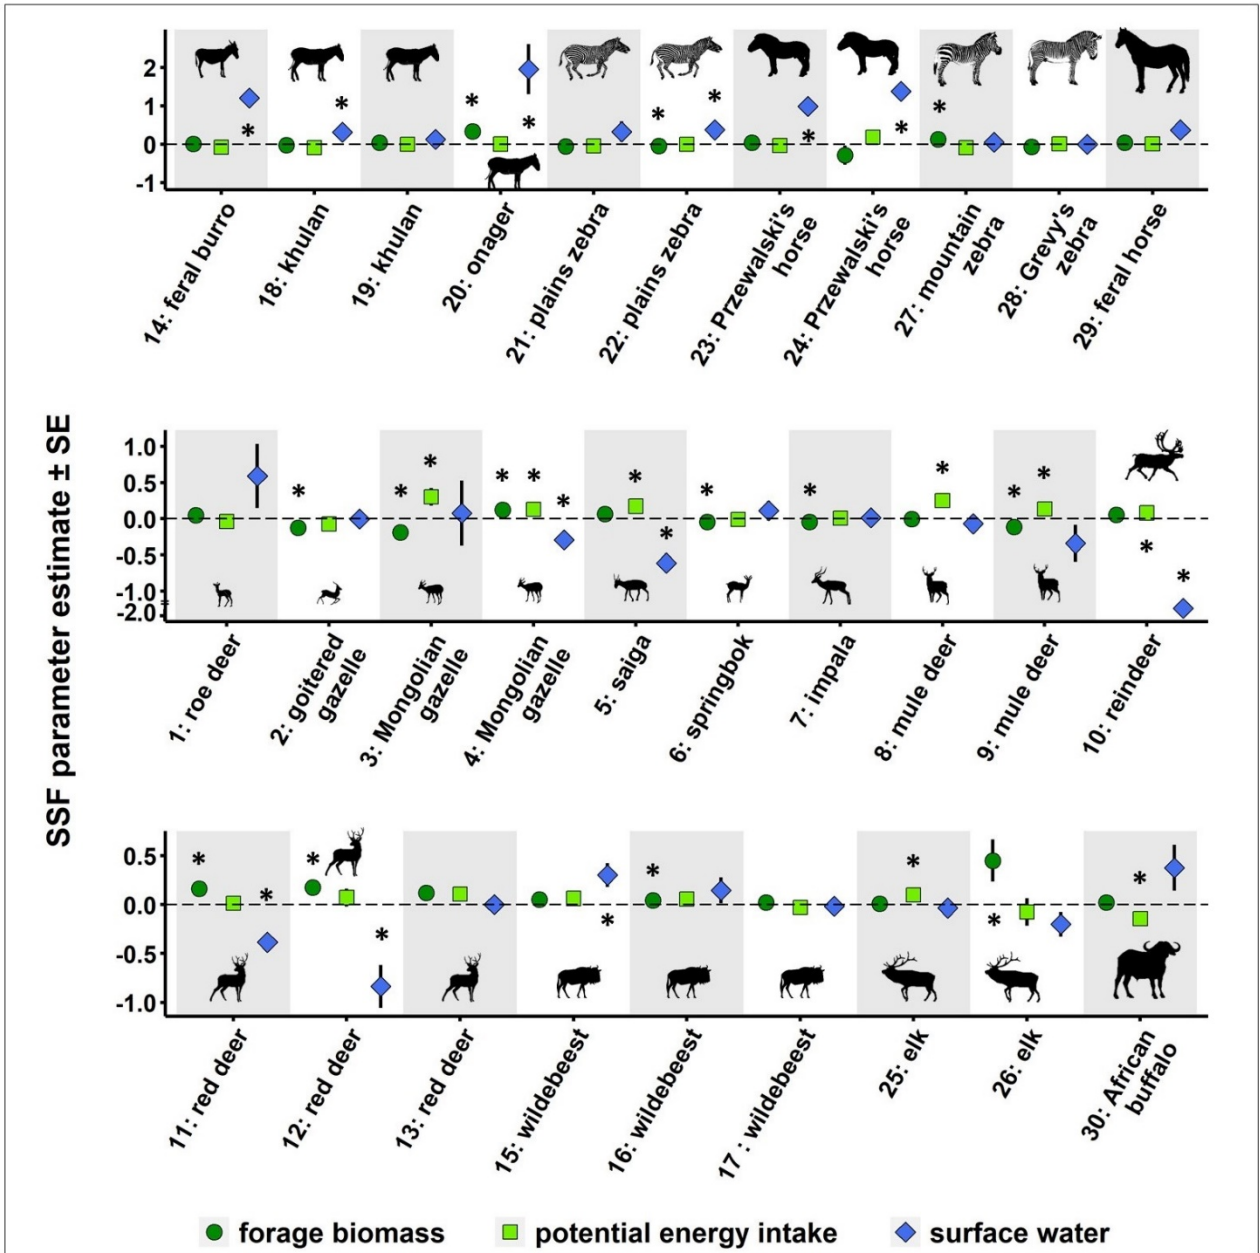 SSF parameter estimate ± SE
2
1
0
-1
* * * * * * * * * *
14: feral burro
18: khulan
19: khulan
20: onager
21: plains zebra
22: plains zebra
23: Przewalski's
horse
24: Przewalski's
horse
27: mountain
zebra
28: Grevy's
zebra
29: feral horse
1.0
0.5
0.0
-0.5
-1.0
-2.0
* * * * * * * * * * * * * * *
1: roe deer
2: goitered
gazelle
3: Mongolian
gazelle
4: Mongolian
gazelle
5: saiga
6: springbok
7: impala
8: mule deer
9: mule deer
10: reindeer
0.5
0.0
-0.5
-1.0
* * * * * * * * *
11: red deer
12: red deer
13: red deer
15: wildebeest
16: wildebeest
17 : wildebeest
25: elk
26: elk
30: African
buffalo
forage biomass potential energy intake surface water